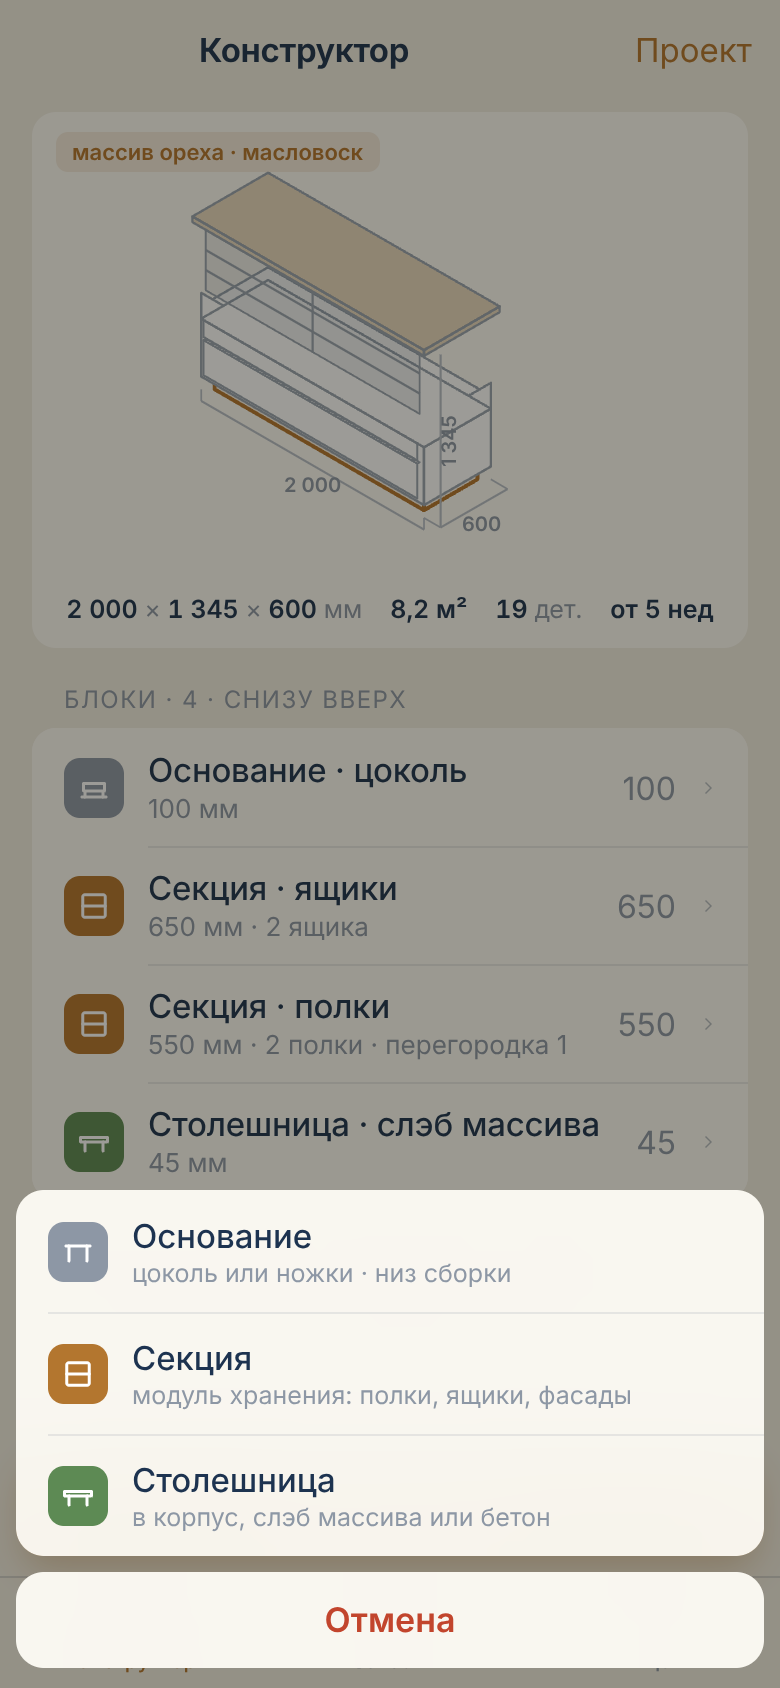 Конструктор
Проект
массив ореха · масловоск
1 345
2 000
600
2 000 × 1 345 × 600 мм 8,2 м² 19 дет. от 5 нед
БЛОКИ · 4 · СНИЗУ ВВЕРХ
Основание · цоколь
100 мм
100
Секция · ящики
650 мм · 2 ящика
650
Секция · полки
550 мм · 2 полки · перегородка 1
550
Столешница · слэб массива
45 мм
45
Основание
цоколь или ножки · низ сборки
Секция
модуль хранения: полки, ящики, фасады
Столешница
в корпус, слэб массива или бетон
Отмена